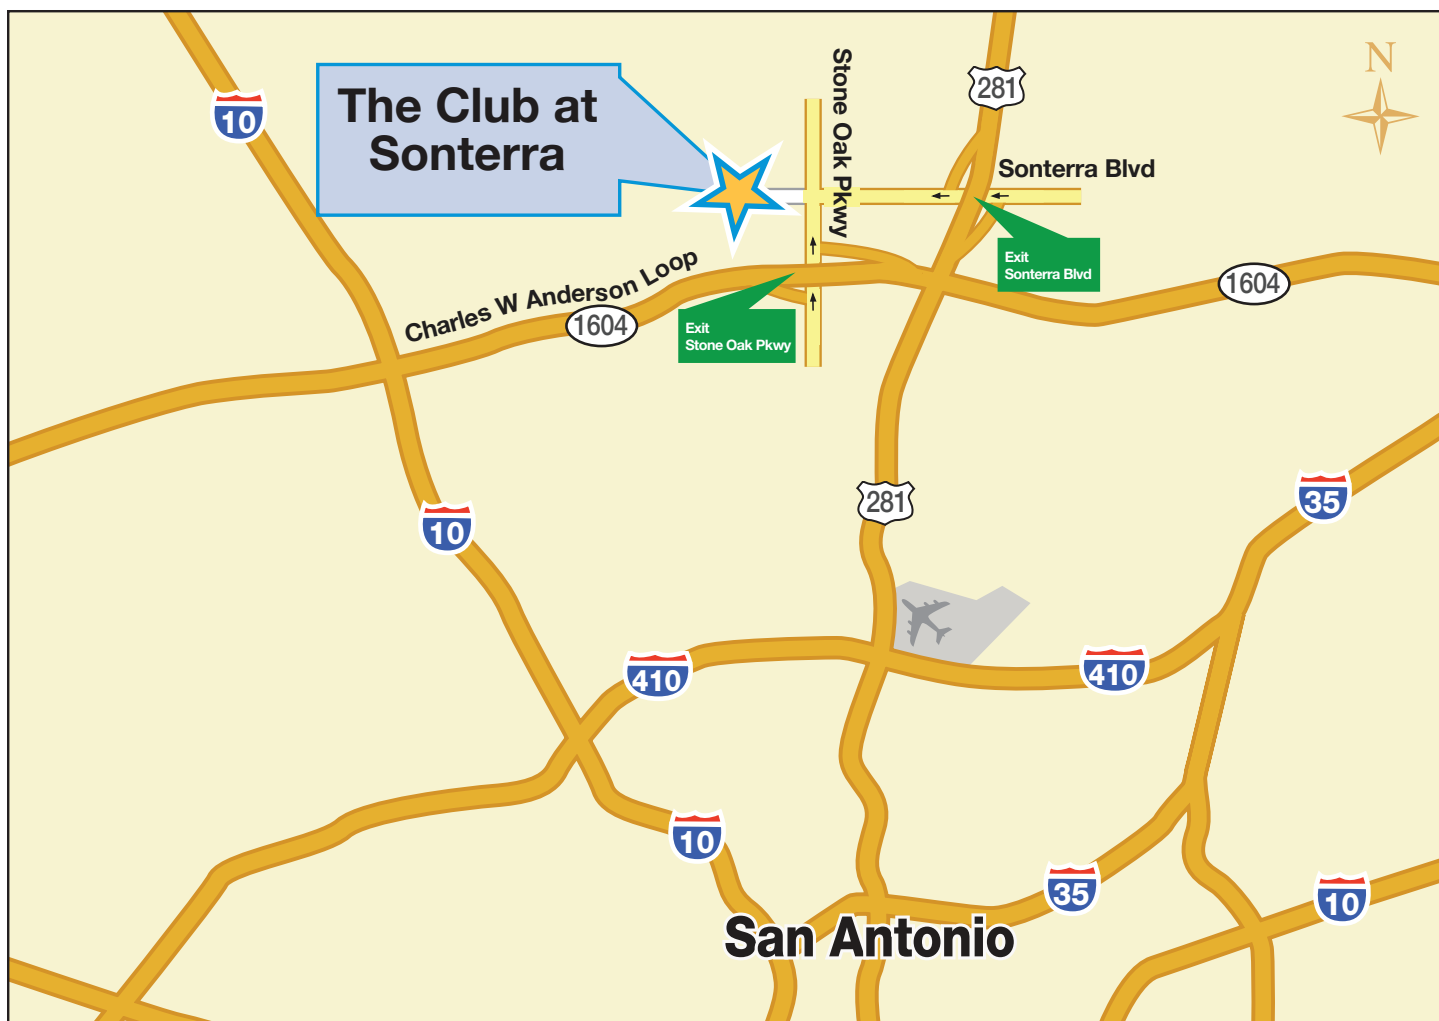 N
10
The Club at
Sonterra
Stone Oak Pkwy
281
Sonterra Blvd
Exit
Sonterra Blvd
Charles W Anderson Loop
1604
1604
Exit
Stone Oak Pkwy
10
281
35
410
410
10
35
10
San Antonio